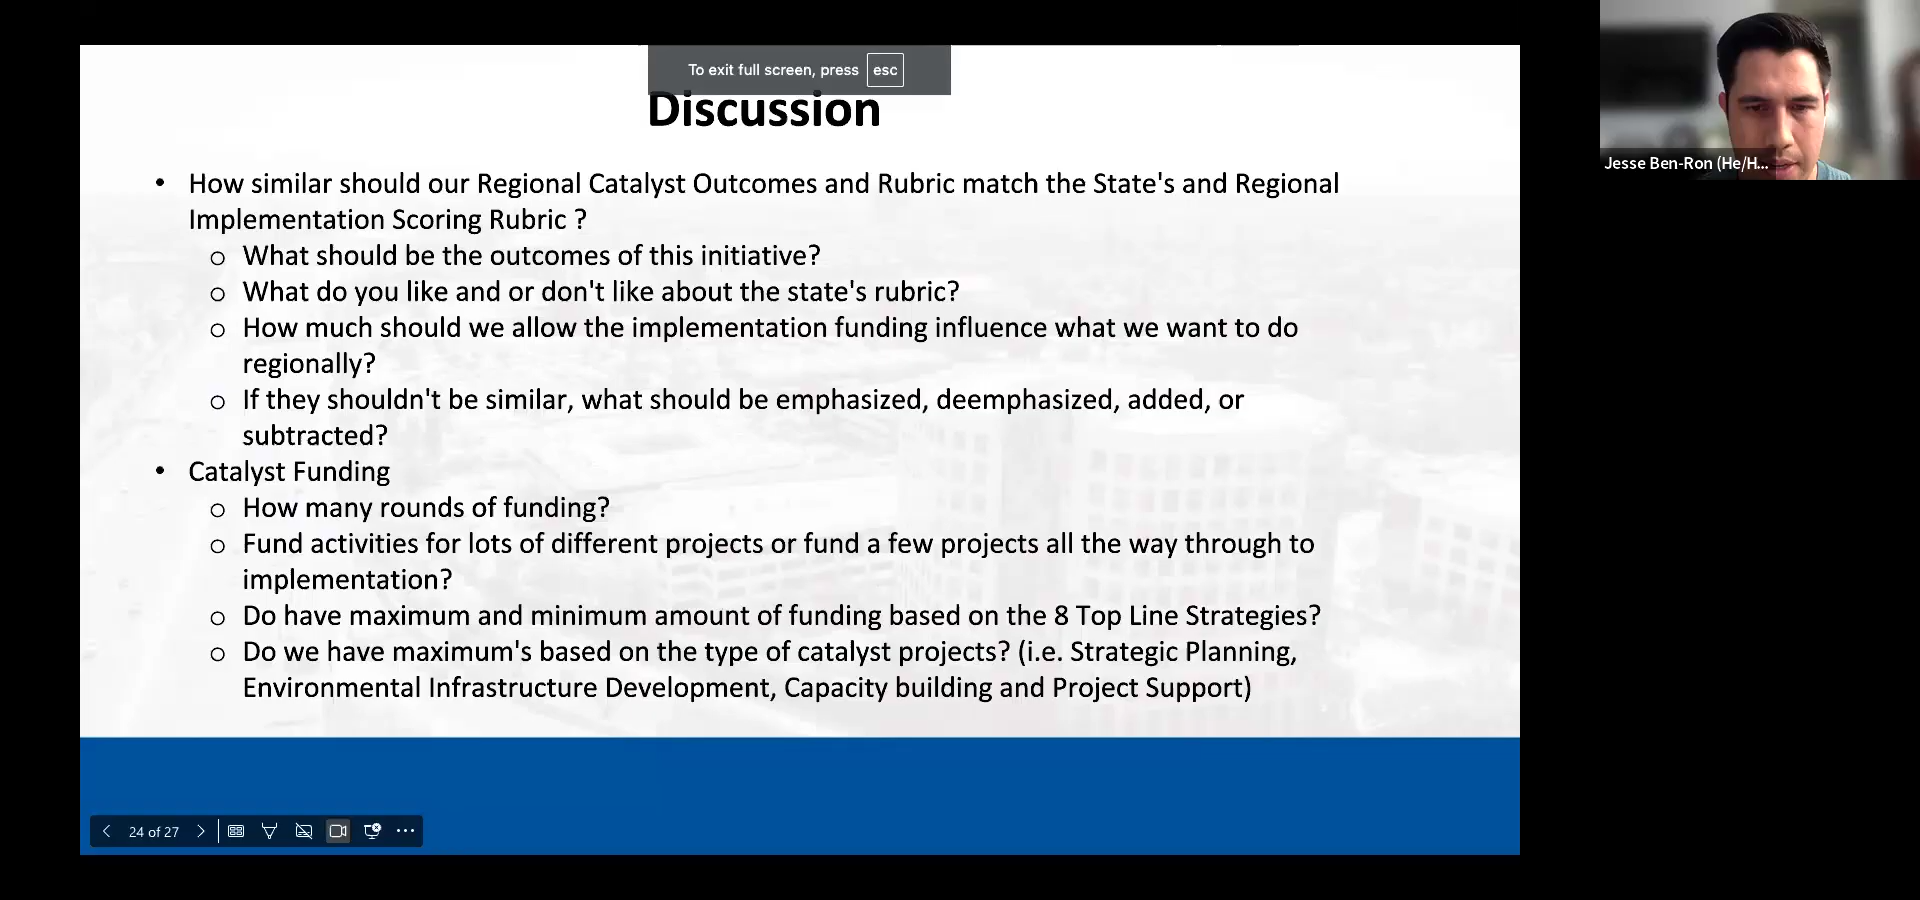 To exit full screen, press esc
Jesse Ben-Ron (He/H...
Discussion
• How similar should our Regional Catalyst Outcomes and Rubric match the State's and Regional
Implementation Scoring Rubric ?
o What should be the outcomes of this initiative?
o What do you like and or don't like about the state's rubric?
o How much should we allow the implementation funding influence what we want to do
regionally?
o If they shouldn't be similar, what should be emphasized, deemphasized, added, or
subtracted?
• Catalyst Funding
o How many rounds of funding?
o Fund activities for lots of different projects or fund a few projects all the way through to
implementation?
o Do have maximum and minimum amount of funding based on the 8 Top Line Strategies?
o Do we have maximum's based on the type of catalyst projects? (i.e. Strategic Planning,
Environmental Infrastructure Development, Capacity building and Project Support)
24 of 27